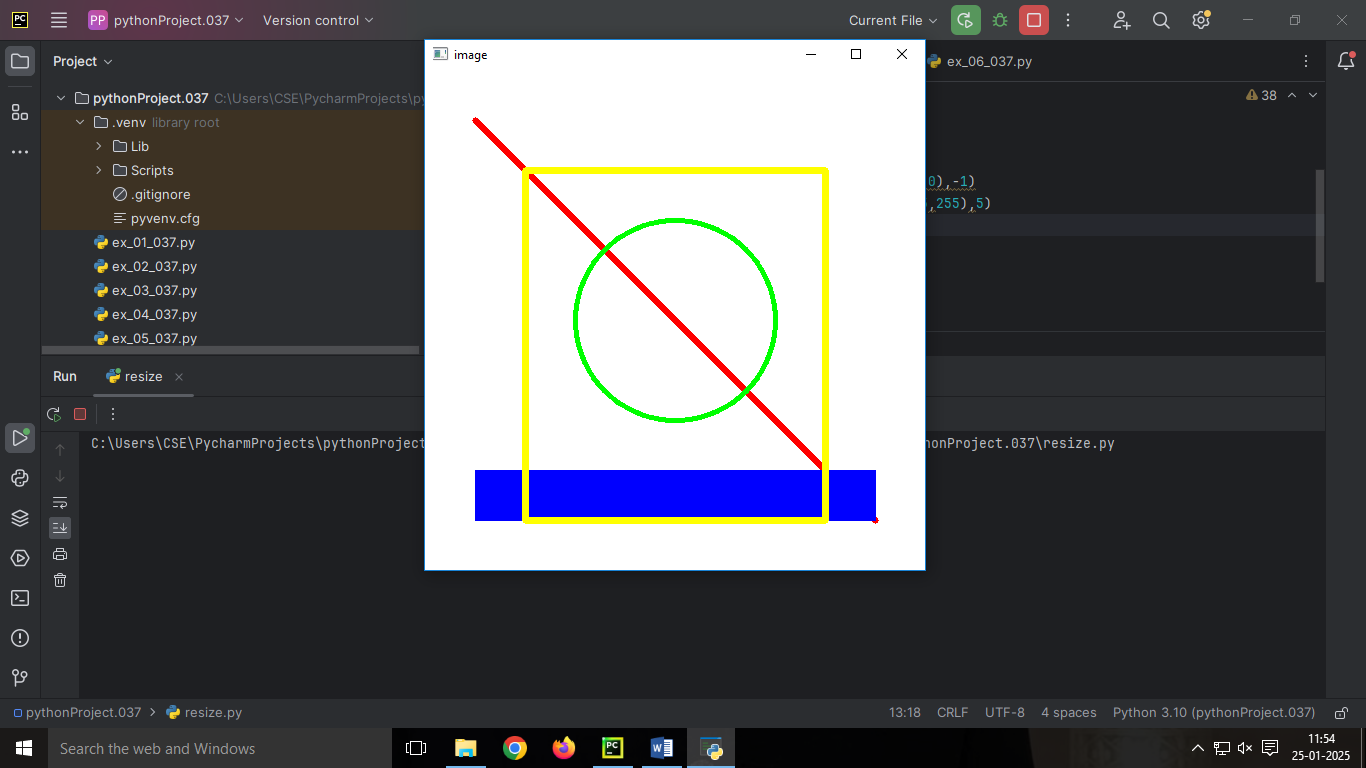 PC PP pythonProject.037 Version control Current File
image
Project
ex_06_037.py
pythonProject.037 C:\Users\CSE\PycharmProjects\py
38
.venv library root
Lib
Scripts
0),-1)
.gitignore
,255),5)
pyvenv.cfg
ex_01_037.py
ex_02_037.py
ex_03_037.py
ex_04_037.py
ex_05_037.py
Run resize
C:\Users\CSE\PycharmProjects\pythonProject
honProject.037\resize.py
pythonProject.037 resize.py 13:18 CRLF UTF-8 4 spaces Python 3.10 (pythonProject.037)
Search the web and Windows
PC
W
11:54
25-01-2025